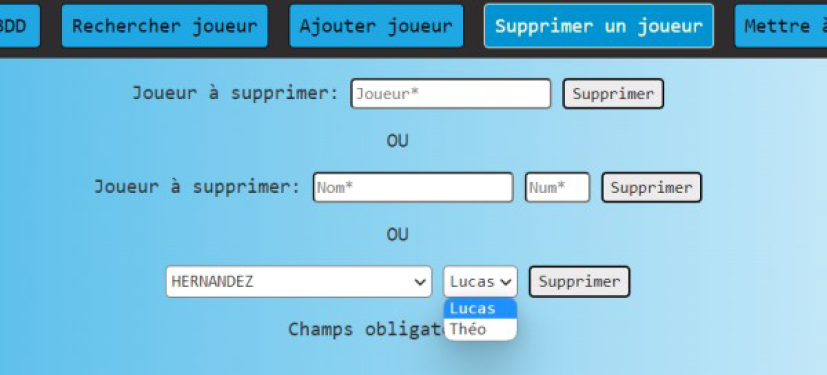 BDD Rechercher joueur Ajouter joueur Supprimer un joueur Mettre à
Joueur à supprimer: Joueur* Supprimer
OU
Joueur à supprimer: Nom* Num* Supprimer
OU
HERNANDEZ Lucas Supprimer
Lucas
Champs obligat Théo